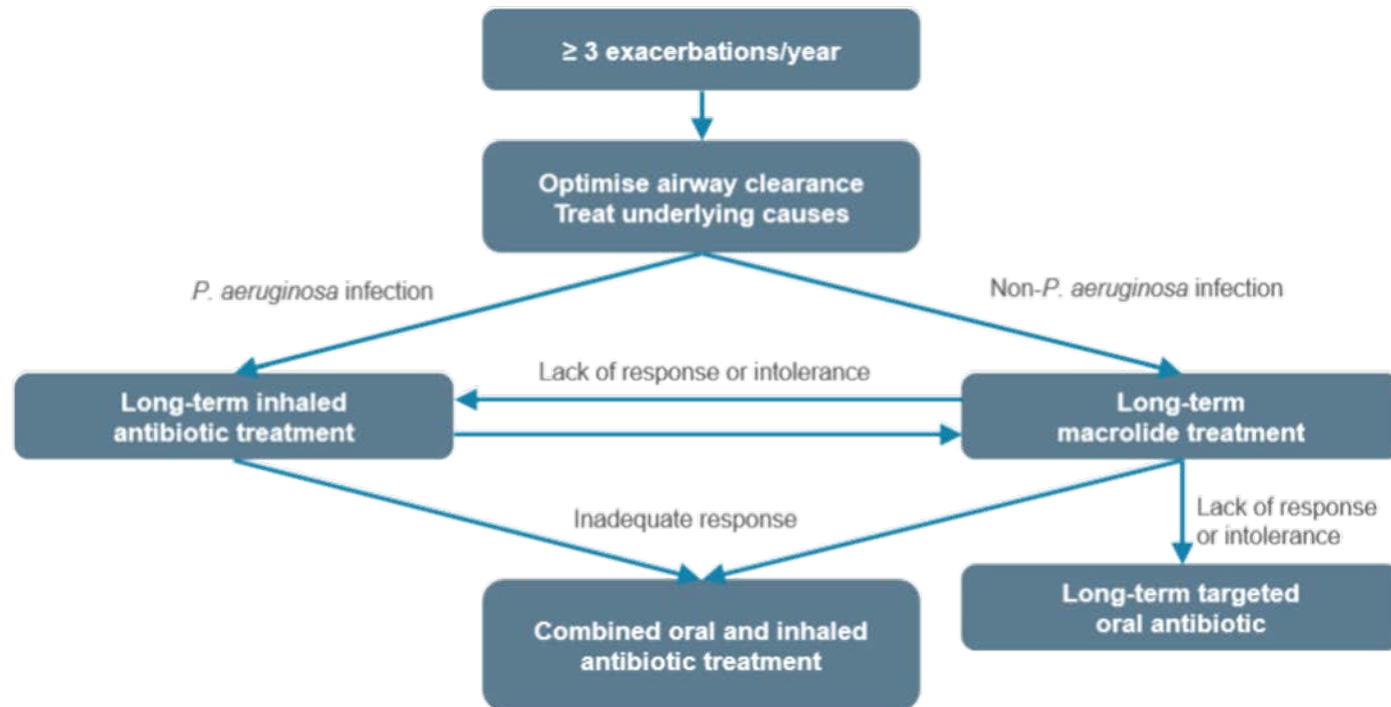 ≥ 3 exacerbations/year
Optimise airway clearance
Treat underlying causes
P. aeruginosa infection
Non-P. aeruginosa infection
Lack of response or intolerance
Long-term inhaled
antibiotic treatment
Long-term
macrolide treatment
Inadequate response
Lack of response
or intolerance
Combined oral and inhaled
antibiotic treatment
Long-term targeted
oral antibiotic